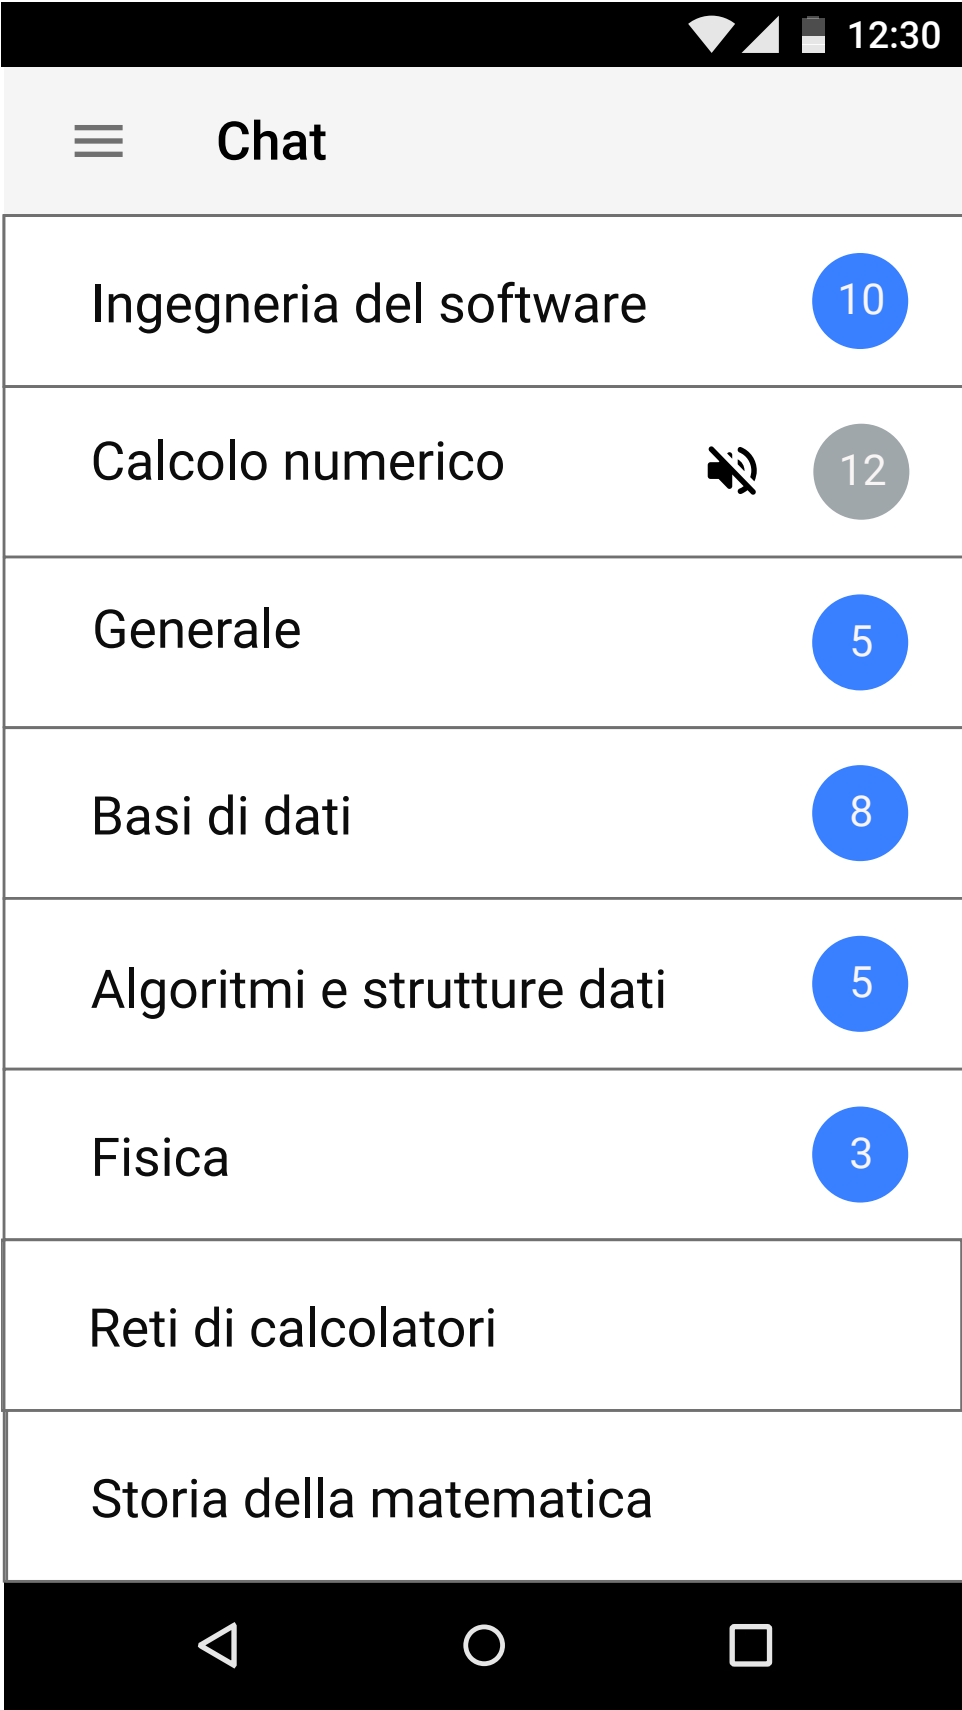 12:30
Chat
Ingegneria del software 10
Calcolo numerico 12
Generale 5
Basi di dati 8
Algoritmi e strutture dati 5
Fisica 3
Reti di calcolatori
Storia della matematica